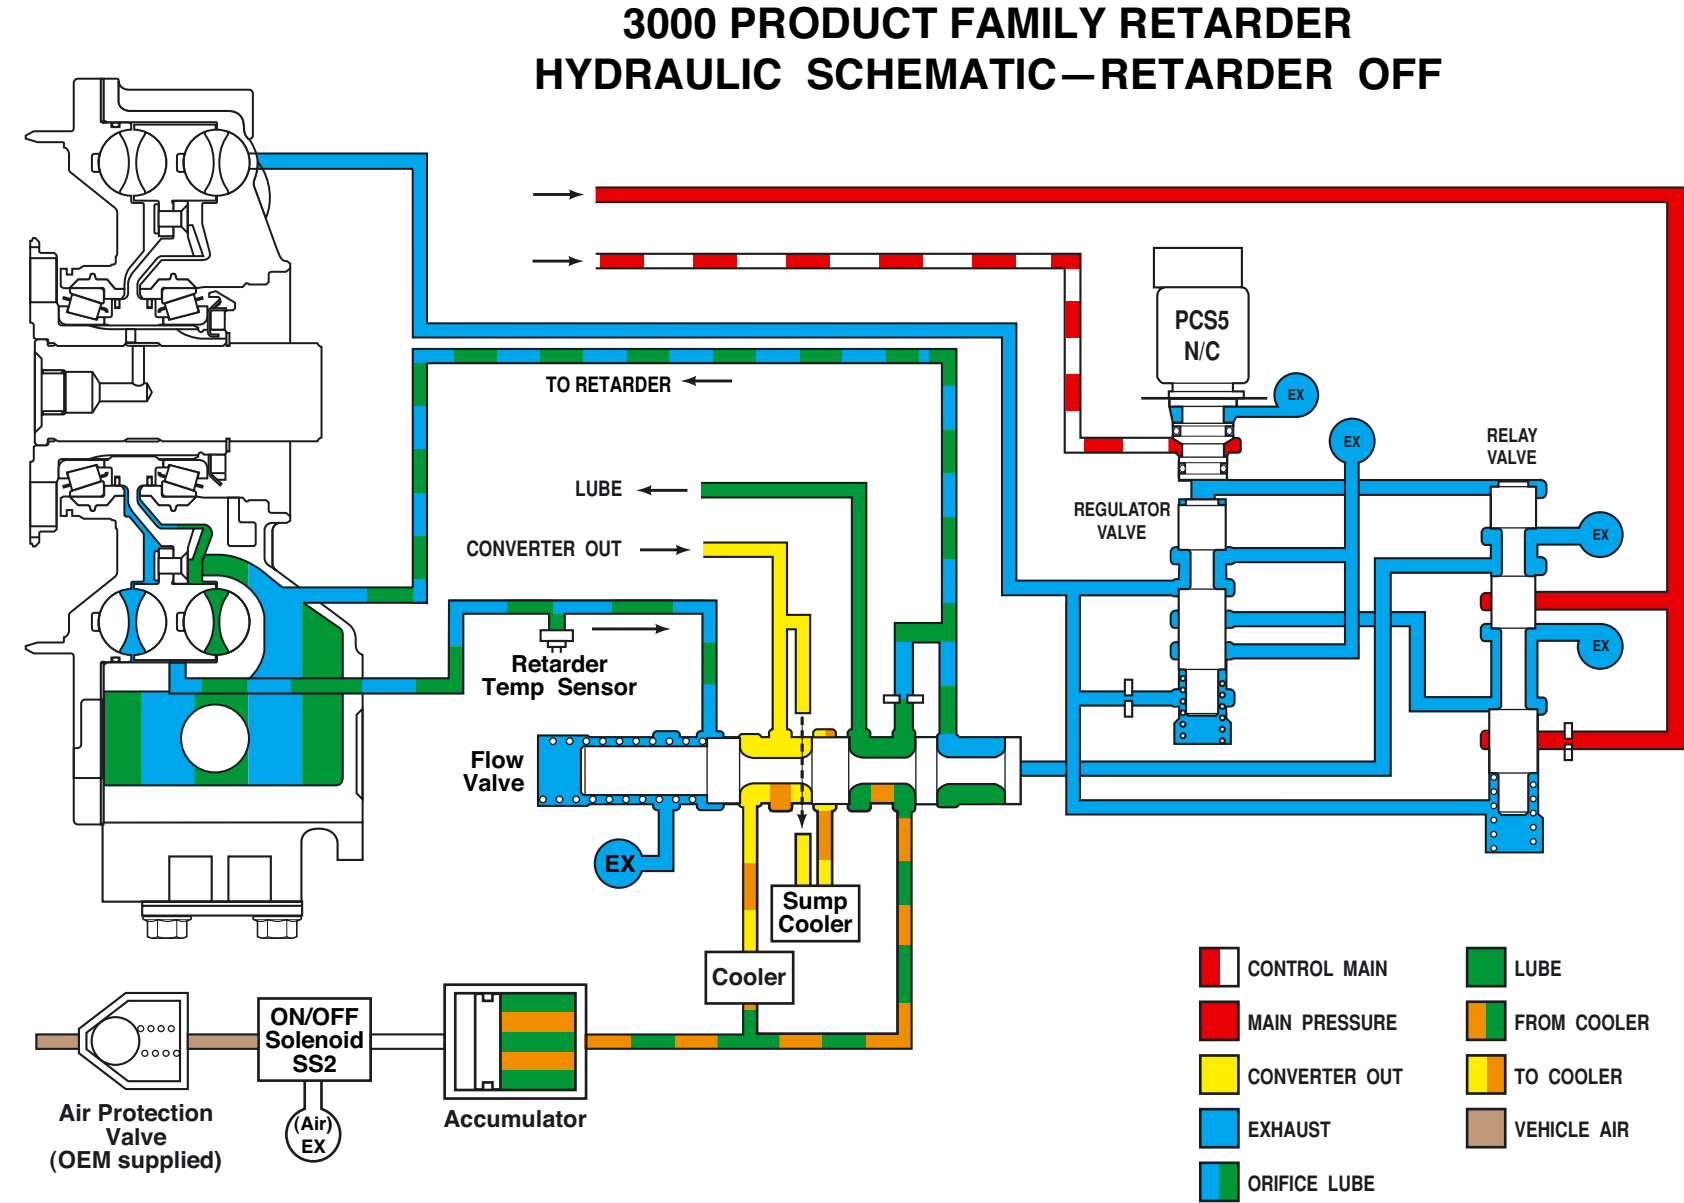 3000 PRODUCT FAMILY RETARDER
HYDRAULIC SCHEMATIC—RETARDER OFF
PCS5
N/C
EX
TO RETARDER
EX
RELAY
VALVE
LUBE
REGULATOR
VALVE
EX
CONVERTER OUT
EX
Retarder
Temp Sensor
Flow
Valve
EX
Sump
Cooler
Cooler
CONTROL MAIN
LUBE
MAIN PRESSURE
FROM COOLER
CONVERTER OUT
TO COOLER
EXHAUST
VEHICLE AIR
ORIFICE LUBE
ON/OFF
Solenoid
SS2
Accumulator
Air Protection
Valve
(OEM supplied)
(Air)
EX